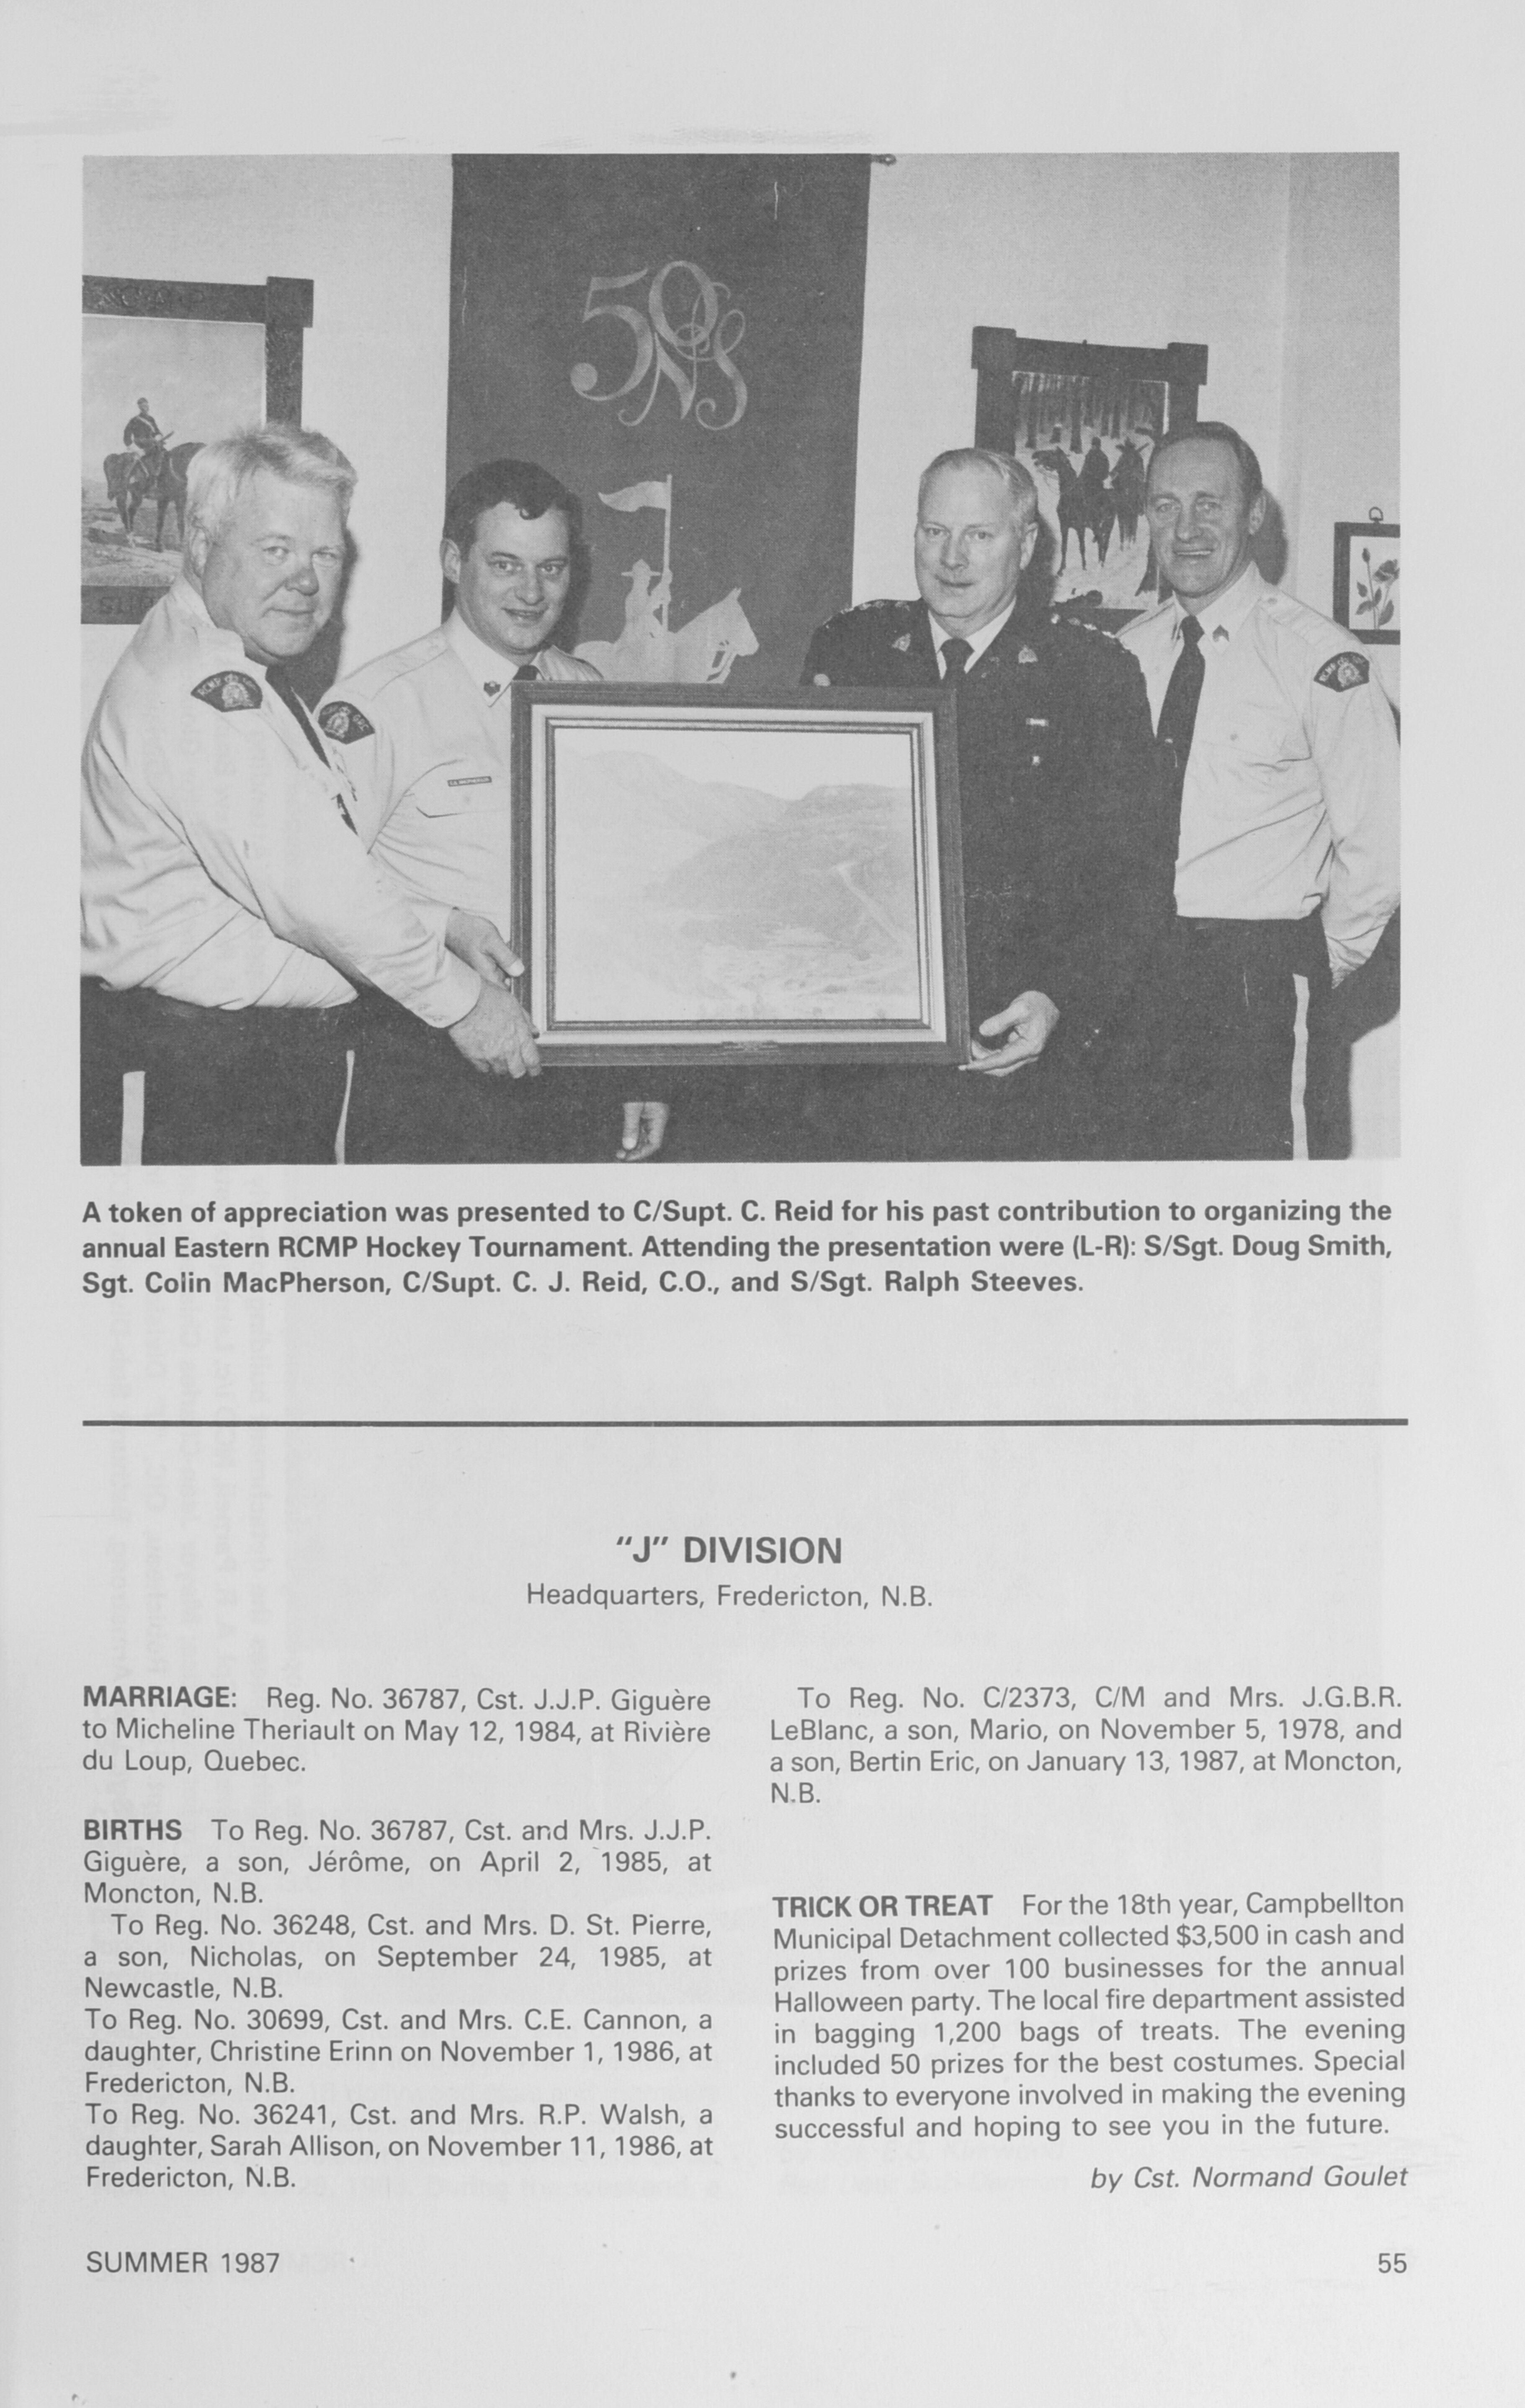 50
NS
RCMP
GRC
RCMP
A token of appreciation was presented to C/Supt. C. Reid for his past contribution to organizing the
annual Eastern RCMP Hockey Tournament. Attending the presentation were (L-R): S/Sgt. Doug Smith,
Sgt. Colin MacPherson, C/Supt. C. J. Reid, C.O., and S/Sgt. Ralph Steeves.
"J" DIVISION
Headquarters, Fredericton, N.B.
MARRIAGE: Reg. No. 36787, Cst. J.J.P. Giguère
to Micheline Theriault on May 12, 1984, at Rivière
du Loup, Quebec.
BIRTHS To Reg. No. 36787, Cst. and Mrs. J.J.P.
Giguère, a son, Jérôme, on April 2, 1985, at
Moncton, N.B.
To Reg. No. 36248, Cst. and Mrs. D. St. Pierre,
a son, Nicholas, on September 24, 1985, at
Newcastle, N.B.
To Reg. No. 30699, Cst. and Mrs. C.E. Cannon, a
daughter, Christine Erinn on November 1, 1986, at
Fredericton, N.B.
To Reg. No. 36241, Cst. and Mrs. R.P. Walsh, a
daughter, Sarah Allison, on November 11, 1986, at
Fredericton, N.B.
To Reg. No. C/2373, C/M and Mrs. J.G.B.R.
LeBlanc, a son, Mario, on November 5, 1978, and
a son, Bertin Eric, on January 13, 1987, at Moncton,
N.B.
TRICK OR TREAT For the 18th year, Campbellton
Municipal Detachment collected $3,500 in cash and
prizes from over 100 businesses for the annual
Halloween party. The local fire department assisted
in bagging 1,200 bags of treats. The evening
included 50 prizes for the best costumes. Special
thanks to everyone involved in making the evening
successful and hoping to see you in the future.
by Cst. Normand Goulet
SUMMER 1987
55